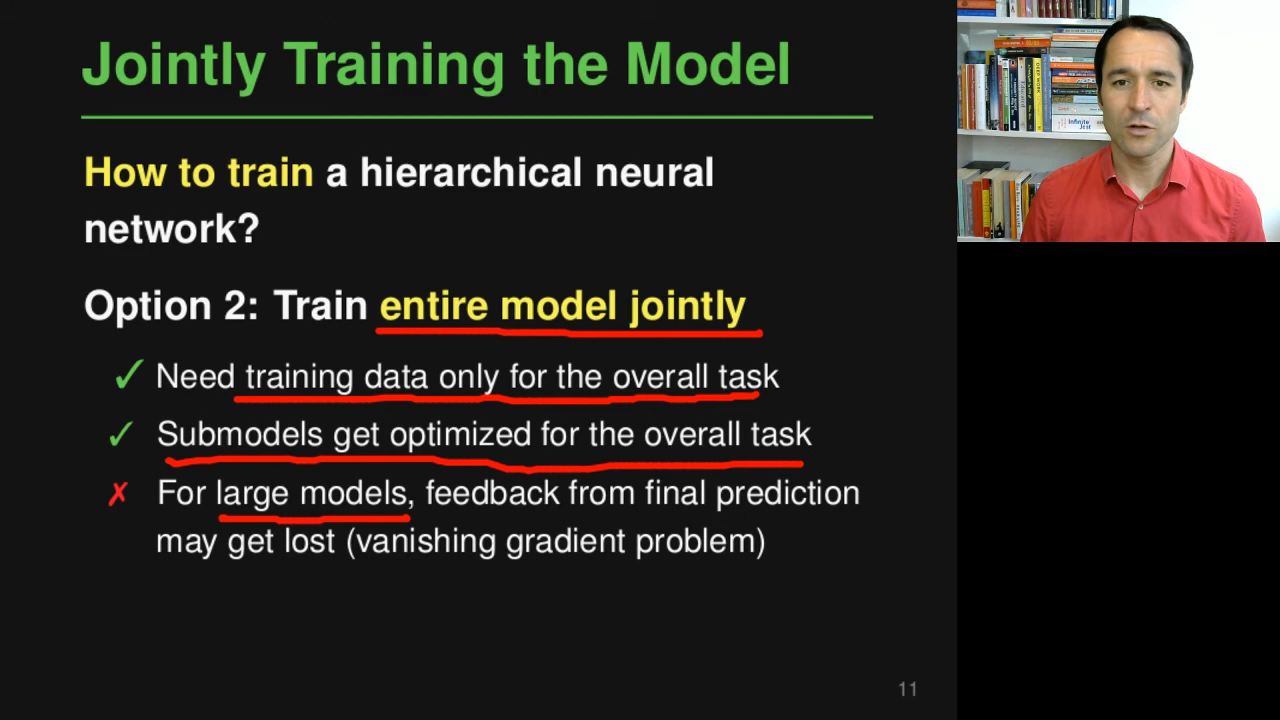 Jointly Training the Model
How to train a hierarchical neural
network?
Option 2: Train entire model jointly
✓ Need training data only for the overall task
✓ Submodels get optimized for the overall task
✗ For large models, feedback from final prediction
may get lost (vanishing gradient problem)
11
Infinite
Jest